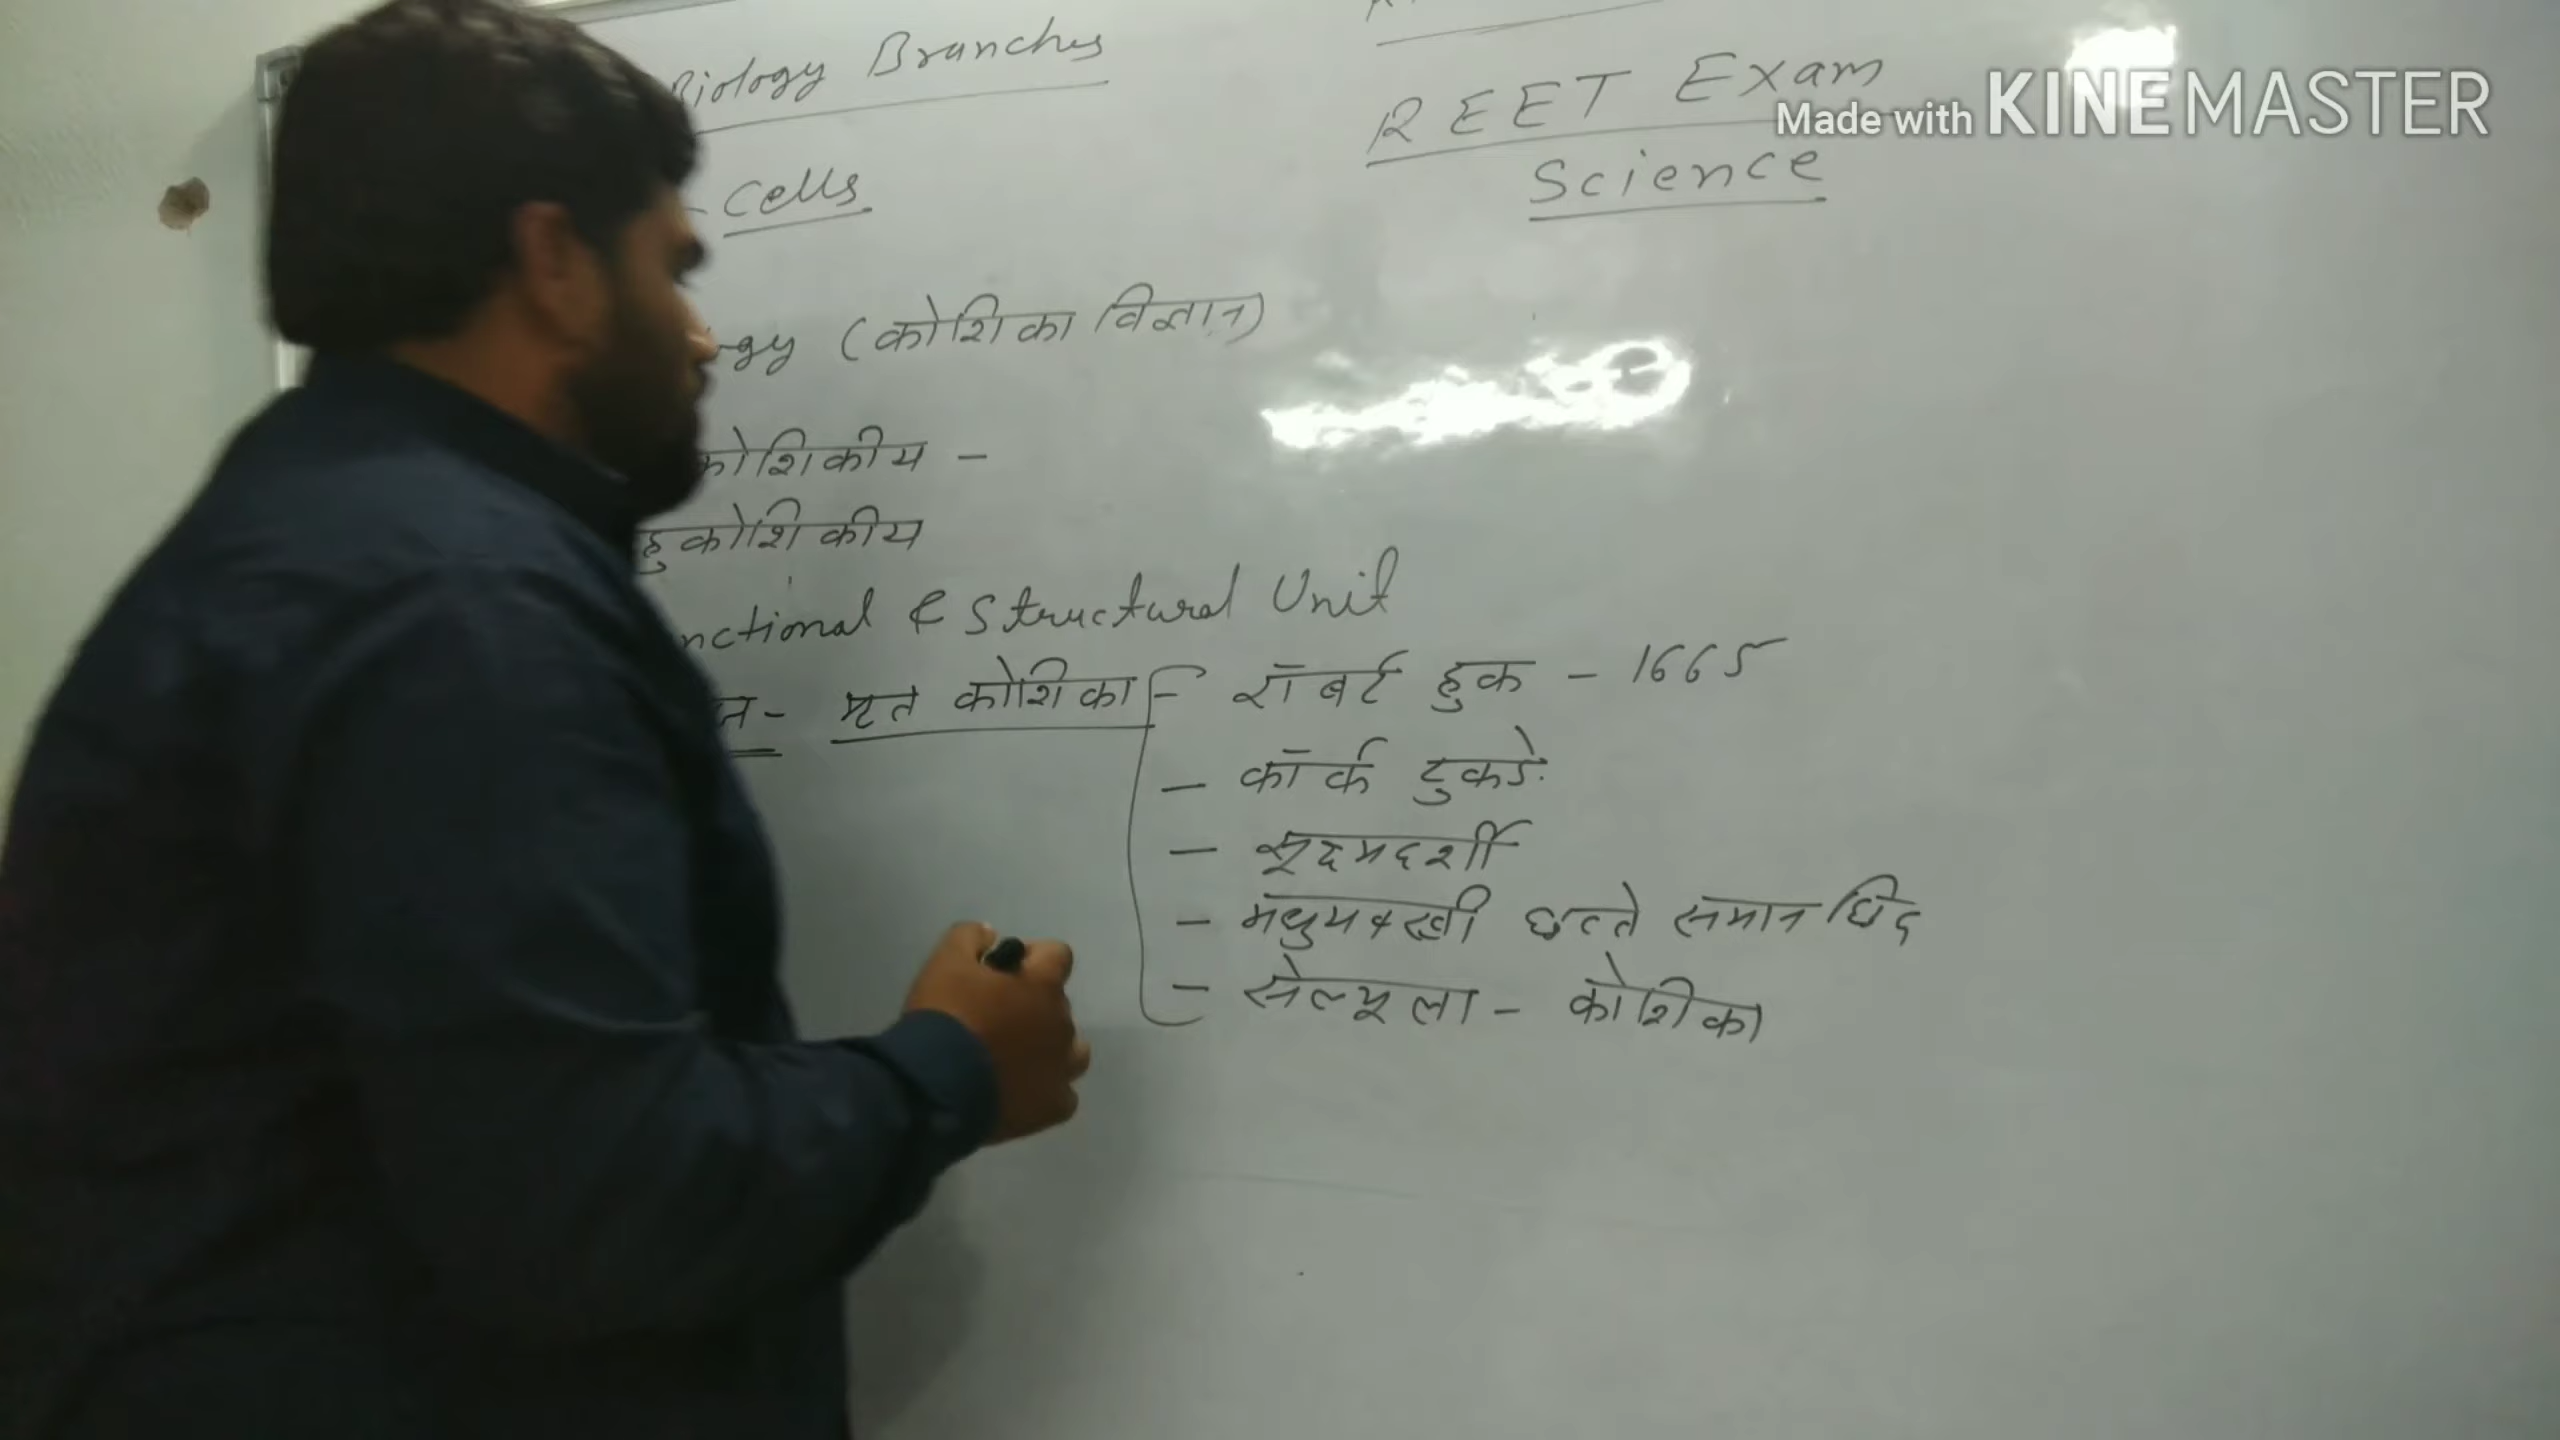 Biology Branches
REET Exam
Made with KINEMASTER
Science
- Cells
gy (कोशिका विज्ञान)
कोशिकीय -
हुकोशिकीय
nctional & Structural Unit
ज- मृत कोशिका - रॉबर्ट हुक - 1665
- कॉर्क टुकडे
- सूक्ष्मदर्शी
- मधुमक्खी छत्ते समान छिद्र
- सेल्यूला - कोशिका